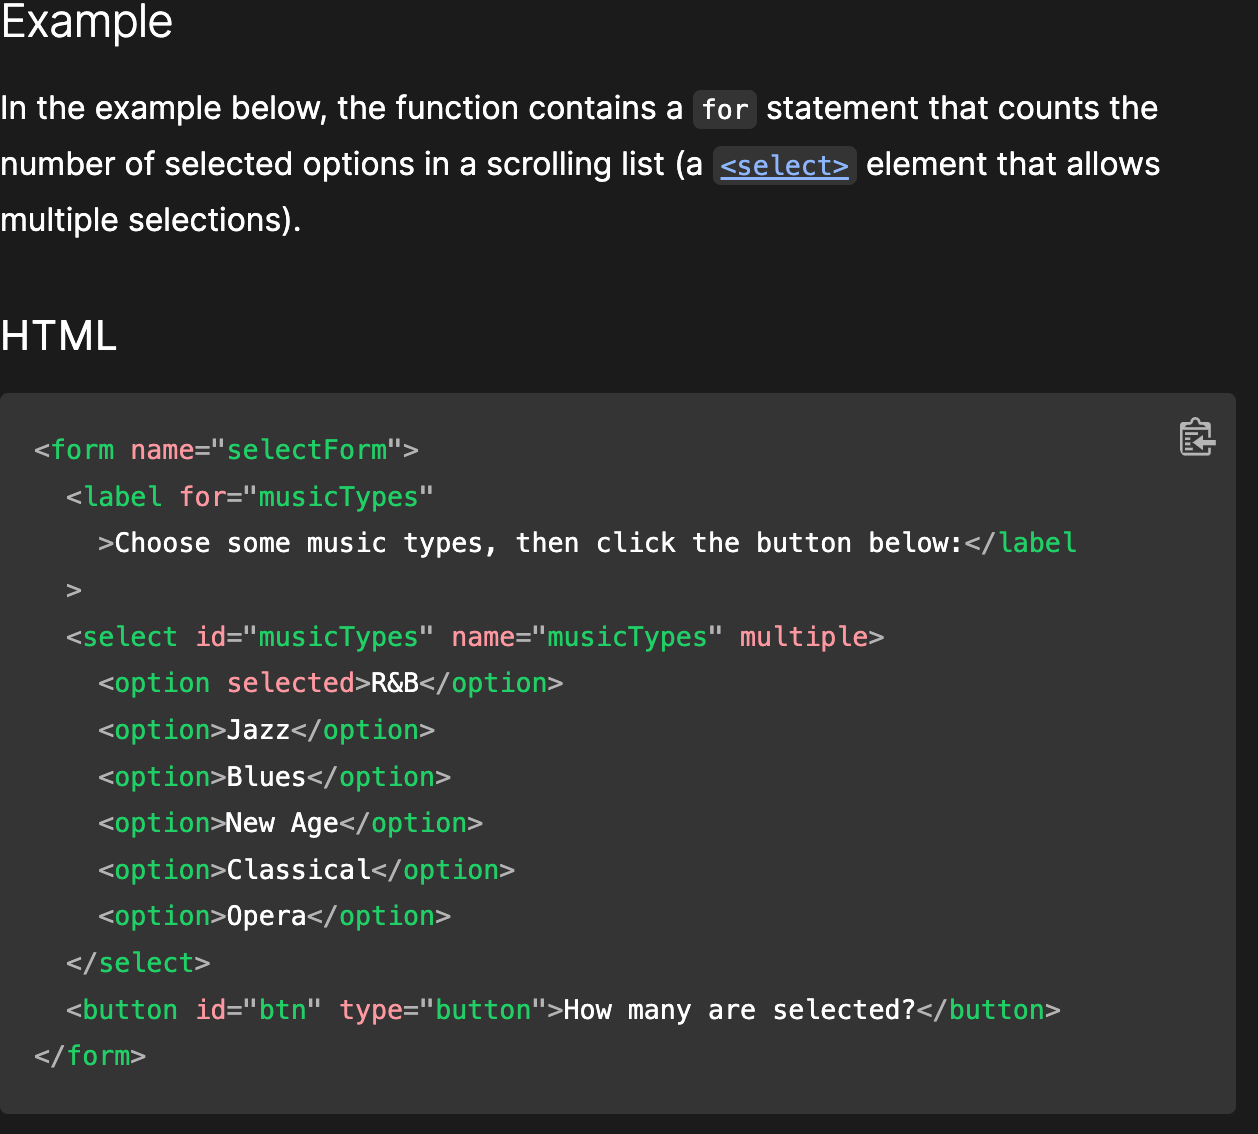 Example
In the example below, the function contains a for statement that counts the
number of selected options in a scrolling list (a <select> element that allows
multiple selections).
HTML
<form name="selectForm">
  <label for="musicTypes"
    >Choose some music types, then click the button below:</label
  >
  <select id="musicTypes" name="musicTypes" multiple>
    <option selected>R&B</option>
    <option>Jazz</option>
    <option>Blues</option>
    <option>New Age</option>
    <option>Classical</option>
    <option>Opera</option>
  </select>
  <button id="btn" type="button">How many are selected?</button>
</form>